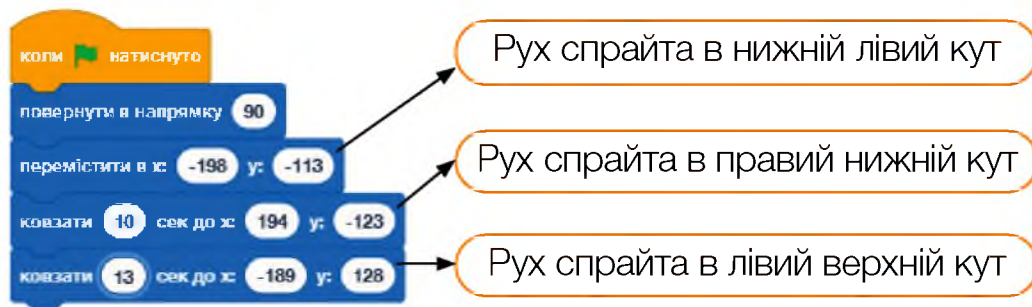 коли натиснуто
повернути в напрямку 90
перемістити в x: -198 y: -113
ковзати 10 сек до x: 194 y: -123
ковзати 13 сек до x: -189 y: 128
Рух спрайта в нижній лівий кут
Рух спрайта в правий нижній кут
Рух спрайта в лівий верхній кут